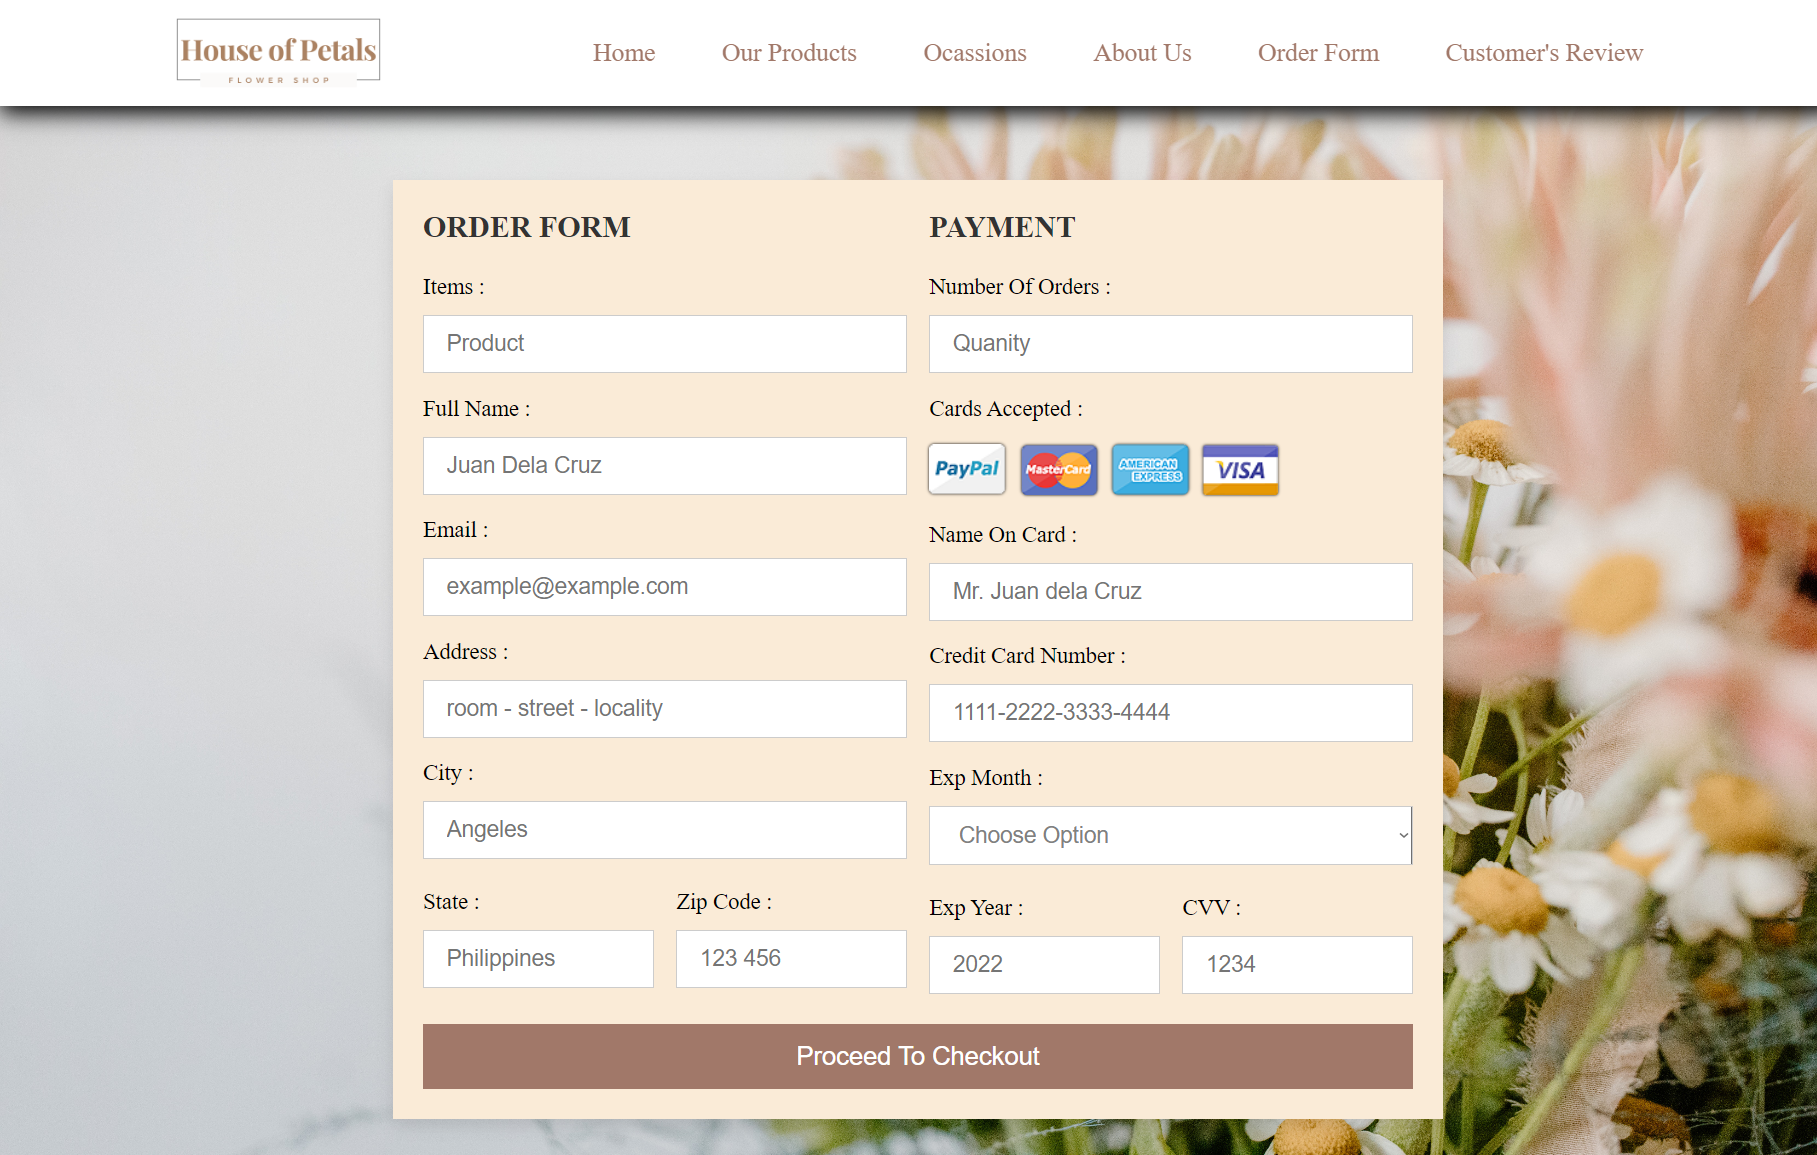 House of Petals
FLOWER SHOP
Home
Our Products
Ocassions
About Us
Order Form
Customer's Review
ORDER FORM
Items :
Product
Full Name :
Juan Dela Cruz
Email :
example@example.com
Address :
room - street - locality
City :
Angeles
State :
Zip Code :
Philippines
123 456
PAYMENT
Number Of Orders :
Quanity
Cards Accepted :
PayPal
MasterCard
AMERICAN
EXPRESS
VISA
Name On Card :
Mr. Juan dela Cruz
Credit Card Number :
1111-2222-3333-4444
Exp Month :
Choose Option
Exp Year :
CVV :
2022
1234
Proceed To Checkout